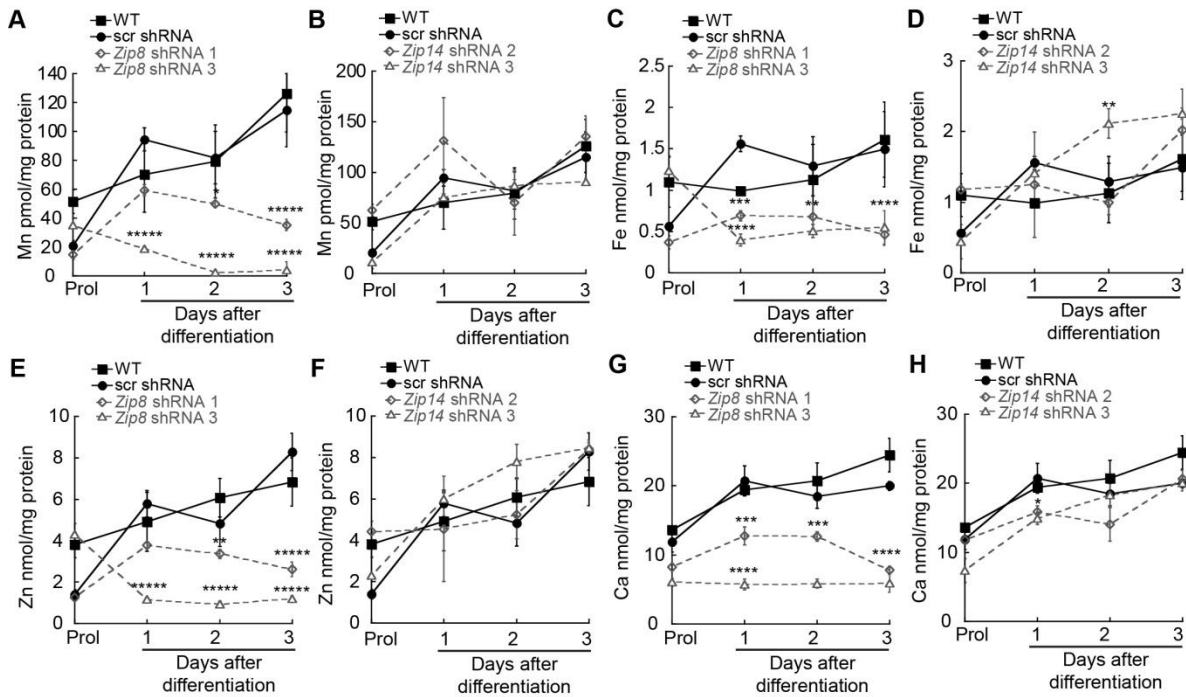 A
WT
scr shRNA
Zip8 shRNA 1
Zip8 shRNA 3
Mn pmol/mg protein
140
120
100
80
60
40
20
0
*
*****
*****
*****
*****
Prol 1 2 3
Days after
differentiation
B
WT
scr shRNA
Zip14 shRNA 2
Zip14 shRNA 3
Mn pmol/mg protein
200
150
100
50
0
Prol 1 2 3
Days after
differentiation
C
WT
scr shRNA
Zip8 shRNA 1
Zip8 shRNA 3
Fe nmol/mg protein
2.5
2
1.5
1
0.5
0
***
**
****
****
Prol 1 2 3
Days after
differentiation
D
WT
scr shRNA
Zip14 shRNA 2
Zip14 shRNA 3
Fe nmol/mg protein
3
2
1
0
**
Prol 1 2 3
Days after
differentiation
E
WT
scr shRNA
Zip8 shRNA 1
Zip8 shRNA 3
Zn nmol/mg protein
10
8
6
4
2
0
**
*****
*****
*****
*****
Prol 1 2 3
Days after
differentiation
F
WT
scr shRNA
Zip14 shRNA 2
Zip14 shRNA 3
Zn nmol/mg protein
10
8
6
4
2
0
Prol 1 2 3
Days after
differentiation
G
WT
scr shRNA
Zip8 shRNA 1
Zip8 shRNA 3
Ca nmol/mg protein
30
20
10
0
***
***
****
****
Prol 1 2 3
Days after
differentiation
H
WT
scr shRNA
Zip14 shRNA 2
Zip14 shRNA 3
Ca nmol/mg protein
30
20
10
0
*
Prol 1 2 3
Days after
differentiation